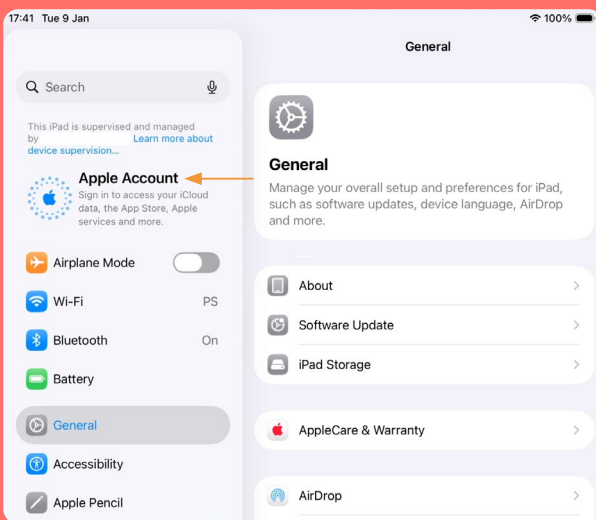 17:41 Tue 9 Jan
100%
Search
This iPad is supervised and managed
by Learn more about
device supervision...
Apple Account
Sign in to access your iCloud
data, the App Store, Apple
services and more.
Airplane Mode
Wi-Fi PS
Bluetooth On
Battery
General
Accessibility
Apple Pencil
General
General
Manage your overall setup and preferences for iPad,
such as software updates, device language, AirDrop
and more.
About
Software Update
iPad Storage
AppleCare & Warranty
AirDrop